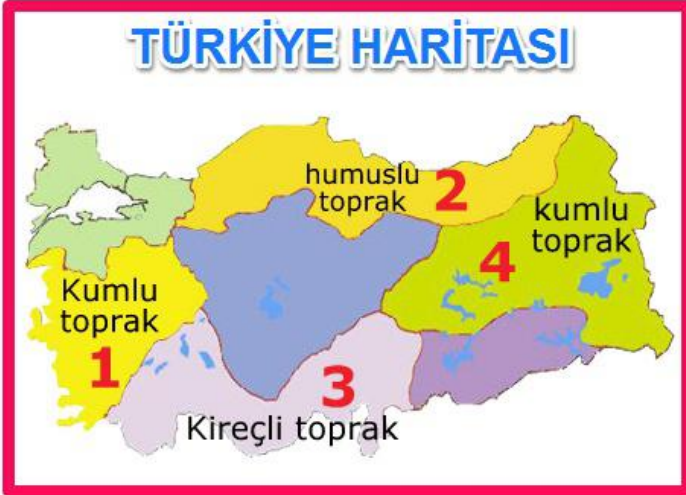 TÜRKİYE HARİTASI
humuslu
toprak
2
kumlu
toprak
4
Kumlu
toprak
1
3
Kireçli toprak